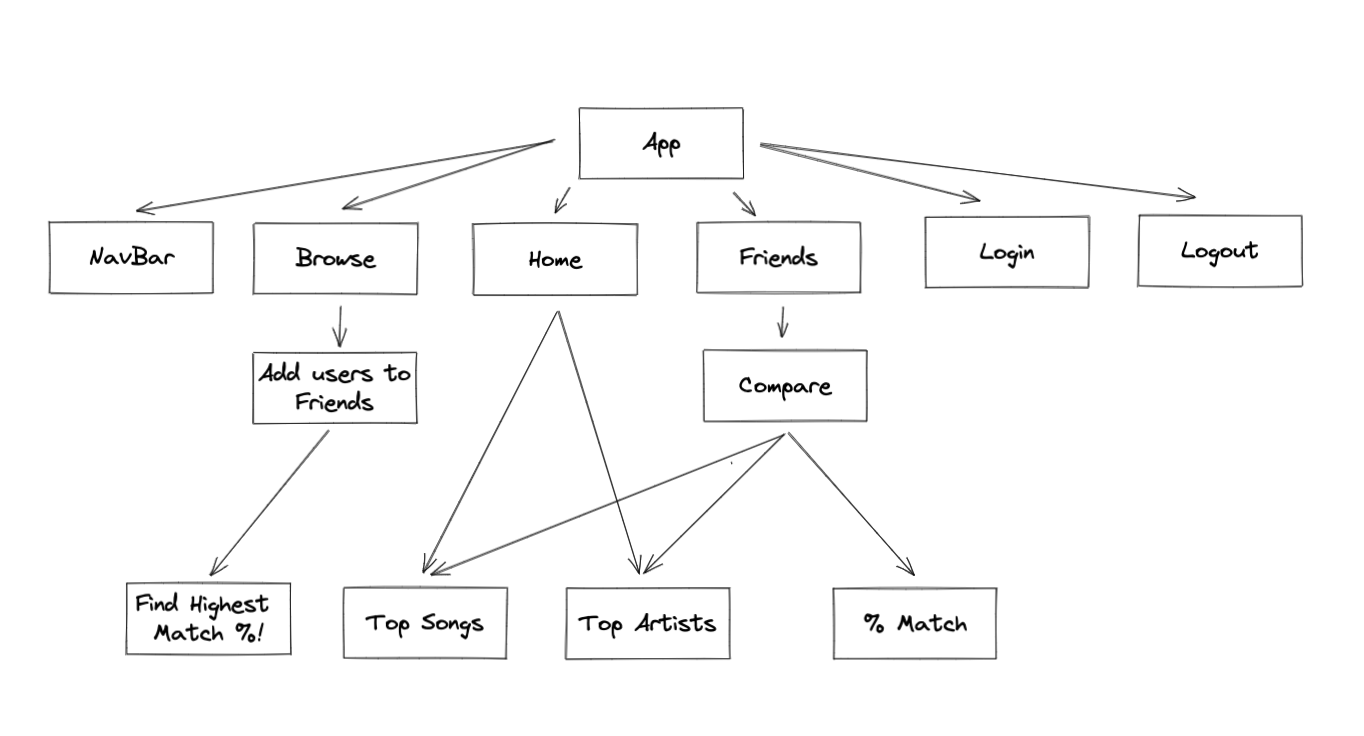 App
NavBar
Browse
Home
Friends
Login
Logout
Add users to
Friends
Compare
Find Highest
Match %!
Top Songs
Top Artists
% Match